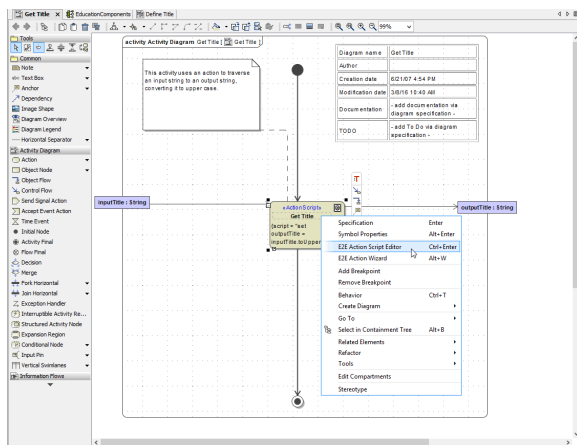 Get Title
EducationComponents
Define Title
99%
Tools
Common
Note
Text Box
Anchor
Dependency
Image Shape
Diagram Overview
Diagram Legend
Horizontal Separator
Activity Diagram
Action
Object Node
Object Flow
Control Flow
Send Signal Action
Accept Event Action
Time Event
Initial Node
Activity Final
Flow Final
Decision
Merge
Fork Horizontal
Join Horizontal
Exception Handler
Interruptible Activity Re...
Structured Activity Node
Expansion Region
Conditional Node
Input Pin
Vertical Swimlanes
Information Flows
activity Activity Diagram Get Title [ Get Title ]
This activity uses an action to traverse
an input string to an output string,
converting it to upper case.
Diagram name Get Title
Author
Creation date 6/21/07 4:54 PM
Modification date 3/8/16 10:40 AM
Documentation - add documentation via
diagram specification -
TODO - add To Do via diagram
specification -
inputTitle : String
«ActionScript»
Get Title
{script = "set
outputTitle =
inputTitle.toUpper
outputTitle : String
Specification Enter
Symbol Properties Alt+Enter
E2E Action Script Editor Ctrl+Enter
E2E Action Wizard Alt+W
Add Breakpoint
Remove Breakpoint
Behavior Ctrl+T
Create Diagram
Go To
Select in Containment Tree Alt+B
Related Elements
Refactor
Tools
Edit Compartments
Stereotype